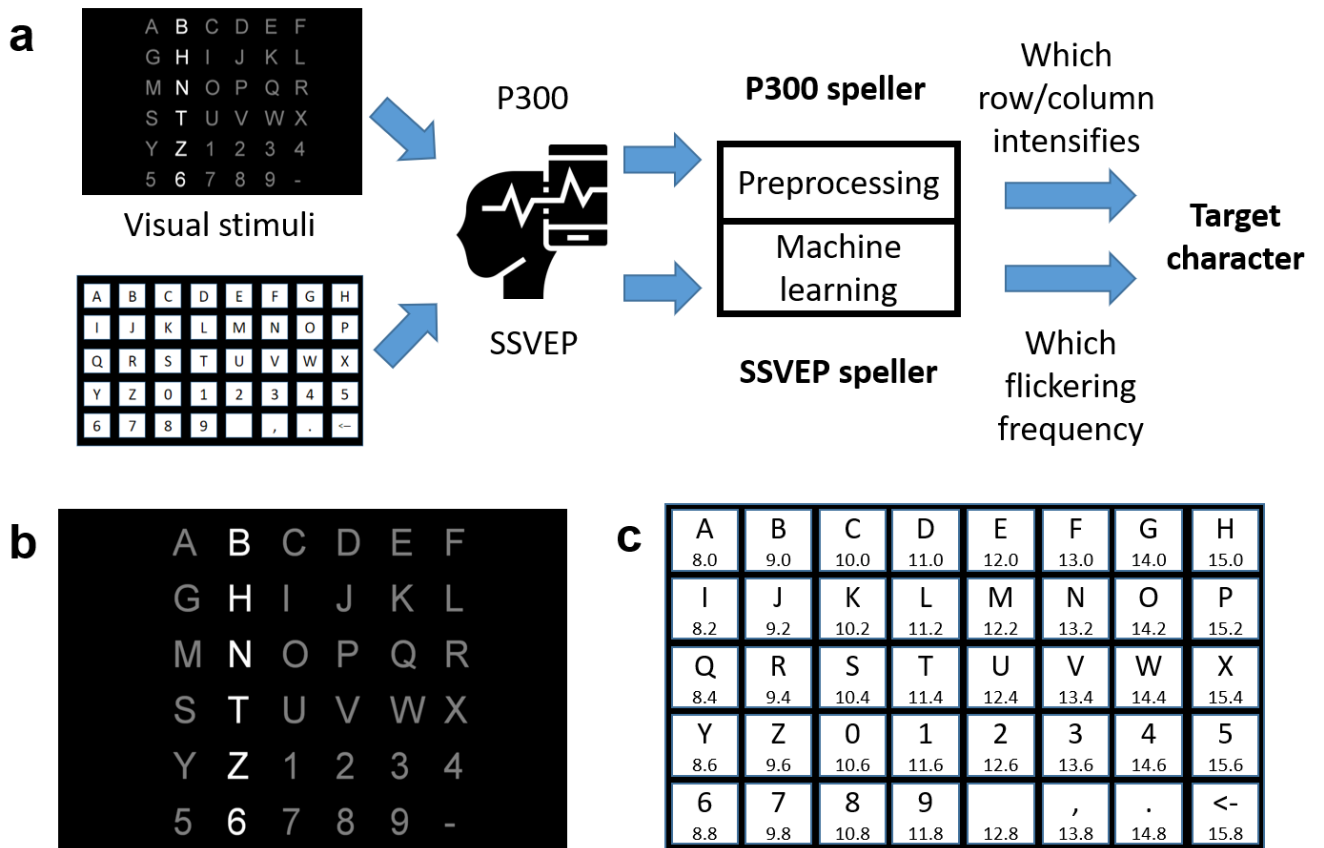 a
A B C D E F
G H I J K L
M N O P Q R
S T U V W X
Y Z 1 2 3 4
5 6 7 8 9 -
Visual stimuli
A B C D E F G H
I J K L M N O P
Q R S T U V W X
Y Z 0 1 2 3 4 5
6 7 8 9 , . <-
P300
SSVEP
P300 speller
Preprocessing
Machine
learning
SSVEP speller
Which
row/column
intensifies
Which
flickering
frequency
Target
character
b
A B C D E F
G H I J K L
M N O P Q R
S T U V W X
Y Z 1 2 3 4
5 6 7 8 9 -
c
A B C D E F G H
8.0 9.0 10.0 11.0 12.0 13.0 14.0 15.0
I J K L M N O P
8.2 9.2 10.2 11.2 12.2 13.2 14.2 15.2
Q R S T U V W X
8.4 9.4 10.4 11.4 12.4 13.4 14.4 15.4
Y Z 0 1 2 3 4 5
8.6 9.6 10.6 11.6 12.6 13.6 14.6 15.6
6 7 8 9 , . <-
8.8 9.8 10.8 11.8 12.8 13.8 14.8 15.8